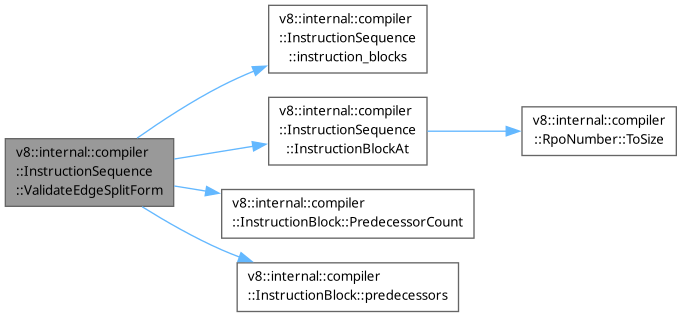 v8::internal::compiler
::InstructionSequence
::ValidateEdgeSplitForm
v8::internal::compiler
::InstructionSequence
::instruction_blocks
v8::internal::compiler
::InstructionSequence
::InstructionBlockAt
v8::internal::compiler
::RpoNumber::ToSize
v8::internal::compiler
::InstructionBlock::PredecessorCount
v8::internal::compiler
::InstructionBlock::predecessors